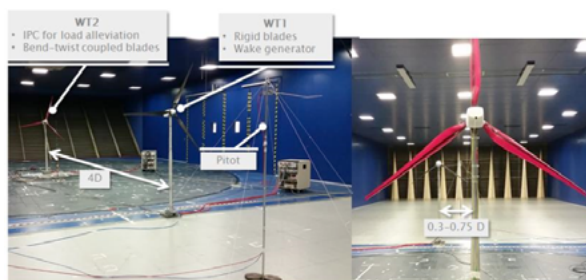 WT2
• IPC for load alleviation
• Bend-twist coupled blades
WT1
• Rigid blades
• Wake generator
Pitot
4D
0.3-0.75 D